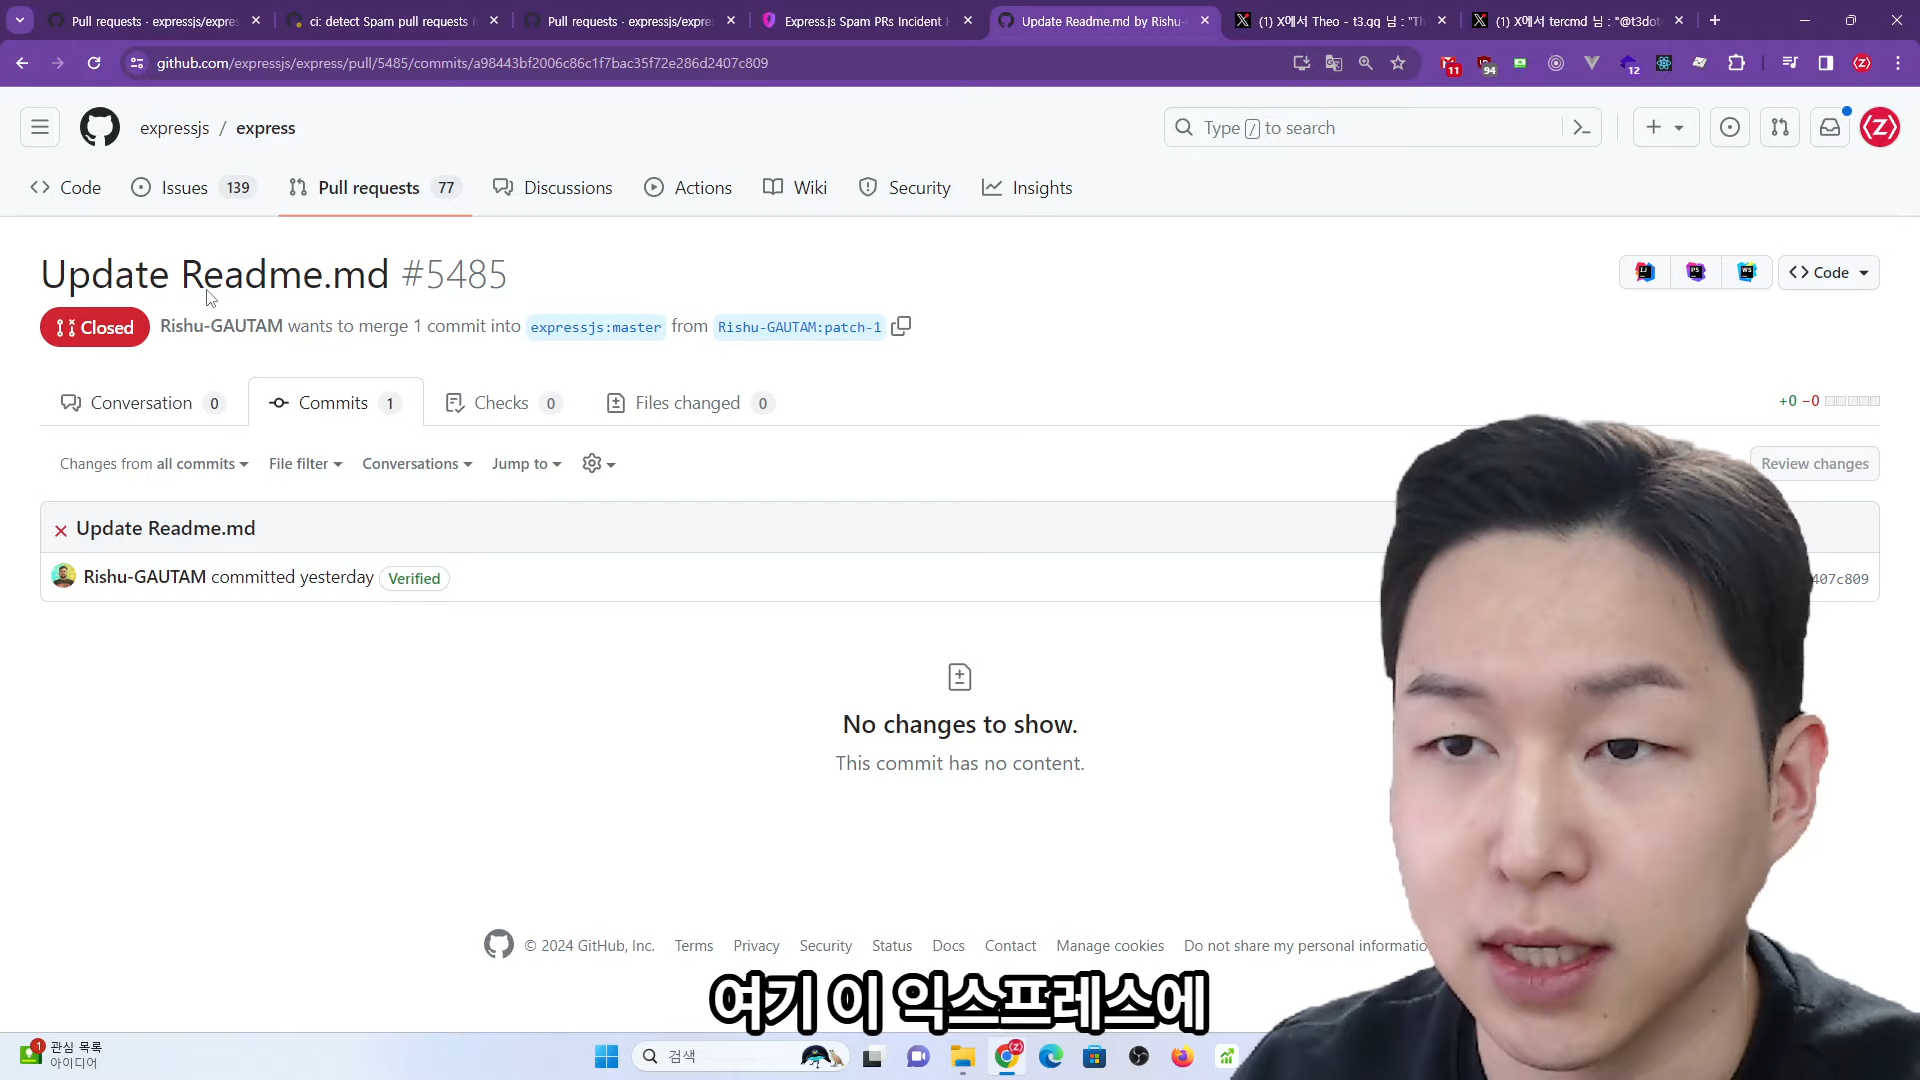 Pull requests · expressjs/expres
ci: detect Spam pull requests i
Pull requests · expressjs/expre
Express.js Spam PRs Incident H
Update Readme.md by Rishu-
(1) X에서 Theo - t3.gg 님 : "Th
(1) X에서 tercmd 님 : "@t3dot
github.com/expressjs/express/pull/5485/commits/a98443bf2006c86c1f7bac35f72e286d2407c809
11
94
12
expressjs / express
Type / to search
Code
Issues 139
Pull requests 77
Discussions
Actions
Wiki
Security
Insights
Update Readme.md #5485
Code
Closed
Rishu-GAUTAM wants to merge 1 commit into expressjs:master from Rishu-GAUTAM:patch-1
Conversation 0
Commits 1
Checks 0
Files changed 0
+0 −0
Changes from all commits
File filter
Conversations
Jump to
Review changes
Update Readme.md
Rishu-GAUTAM committed yesterday Verified
407c809
No changes to show.
This commit has no content.
© 2024 GitHub, Inc. Terms Privacy Security Status Docs Contact Manage cookies Do not share my personal informatio
여기 이 익스프레스에
1
관심 목록
아이디어
검색